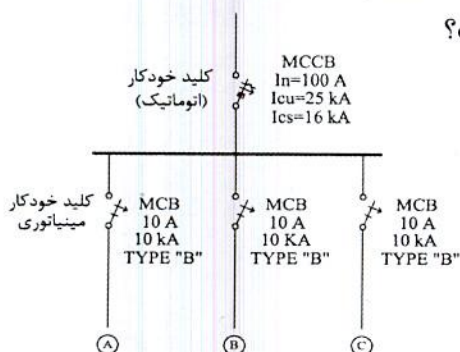 ؟
MCCB
In=100 A
Icu=25 kA
Ics=16 kA
کلید خودکار
(اتوماتیک)
کلید خودکار
مینیاتوری
MCB
10 A
10 kA
TYPE "B"
MCB
10 A
10 KA
TYPE "B"
MCB
10 A
10 kA
TYPE "B"
A
B
C